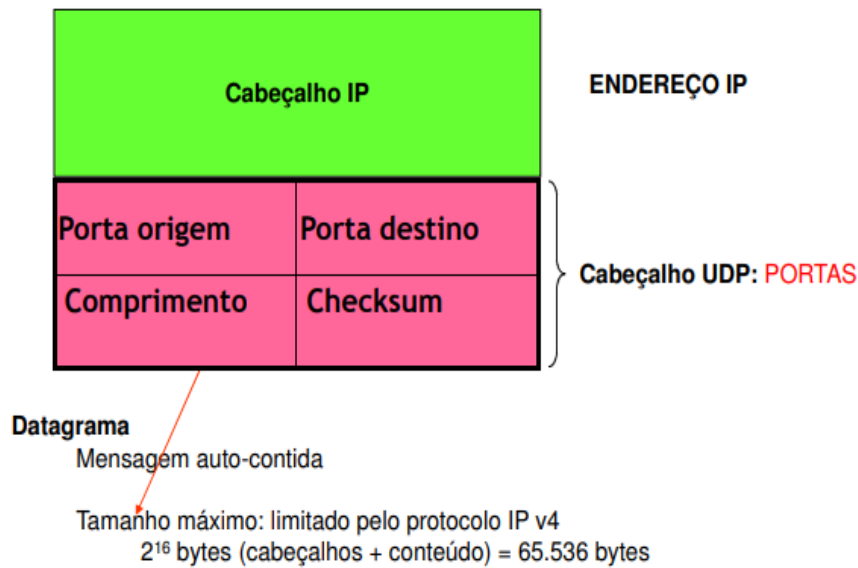 Cabeçalho IP
ENDEREÇO IP
Porta origem
Porta destino
Comprimento
Checksum
Cabeçalho UDP: PORTAS
Datagrama
Mensagem auto-contida
Tamanho máximo: limitado pelo protocolo IP v4
2¹⁶ bytes (cabeçalhos + conteúdo) = 65.536 bytes